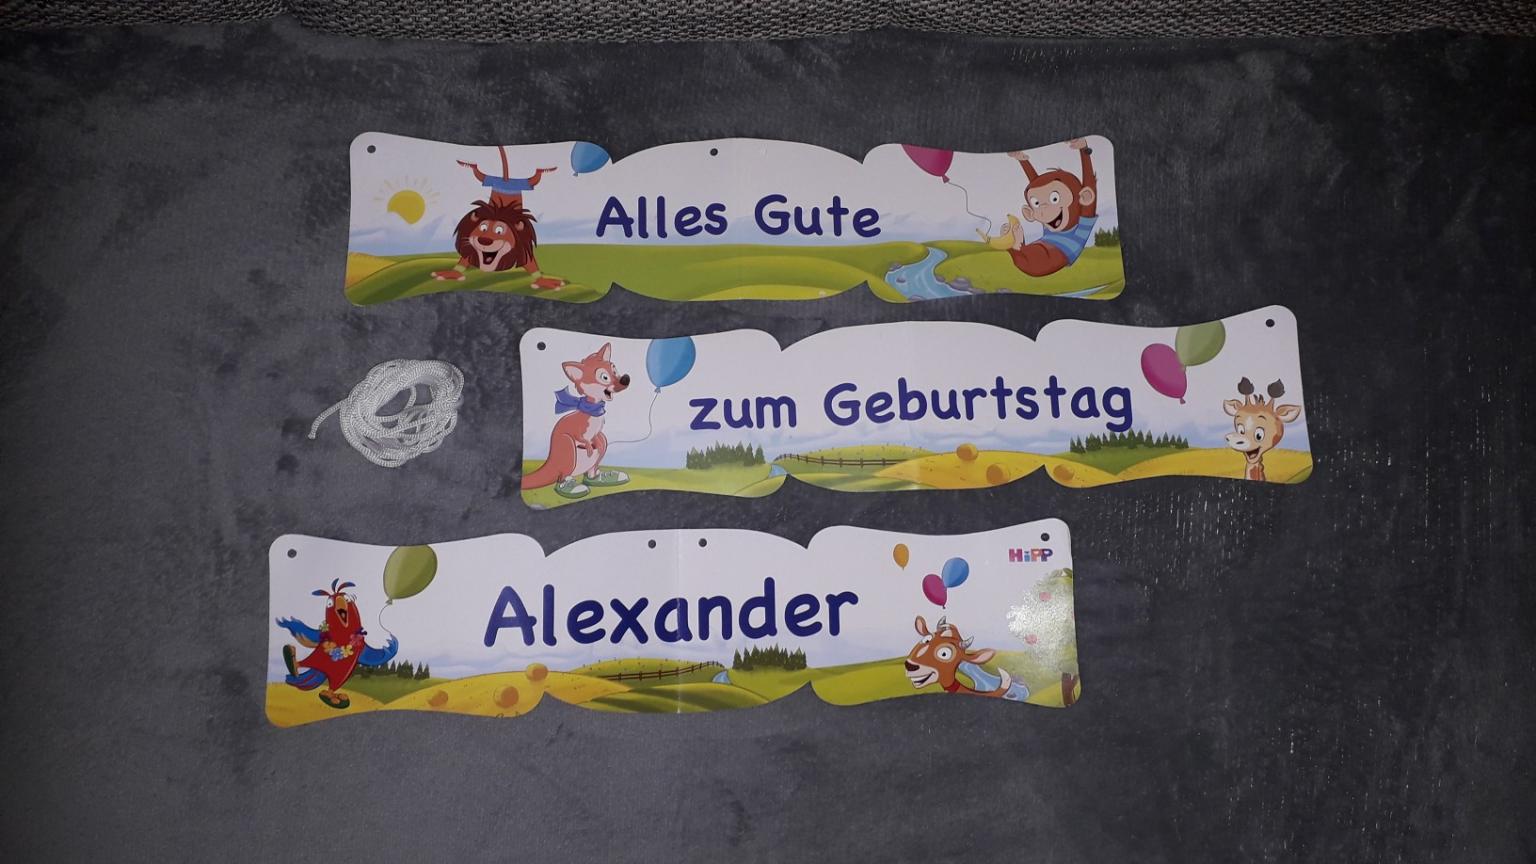 Alles Gute
zum Geburtstag
HiPP
Alexander